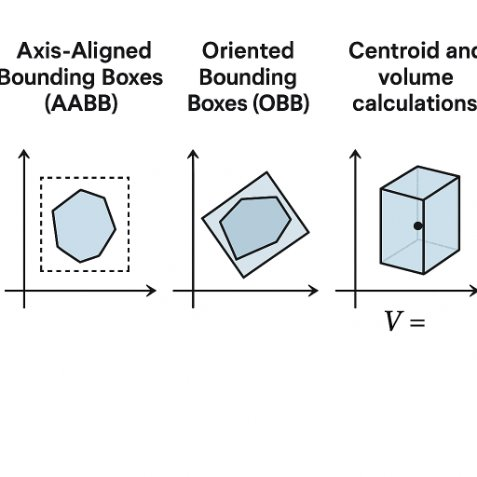 Axis-Aligned
Bounding Boxes
(AABB)
Oriented
Bounding
Boxes (OBB)
Centroid and
volume
calculations
V =